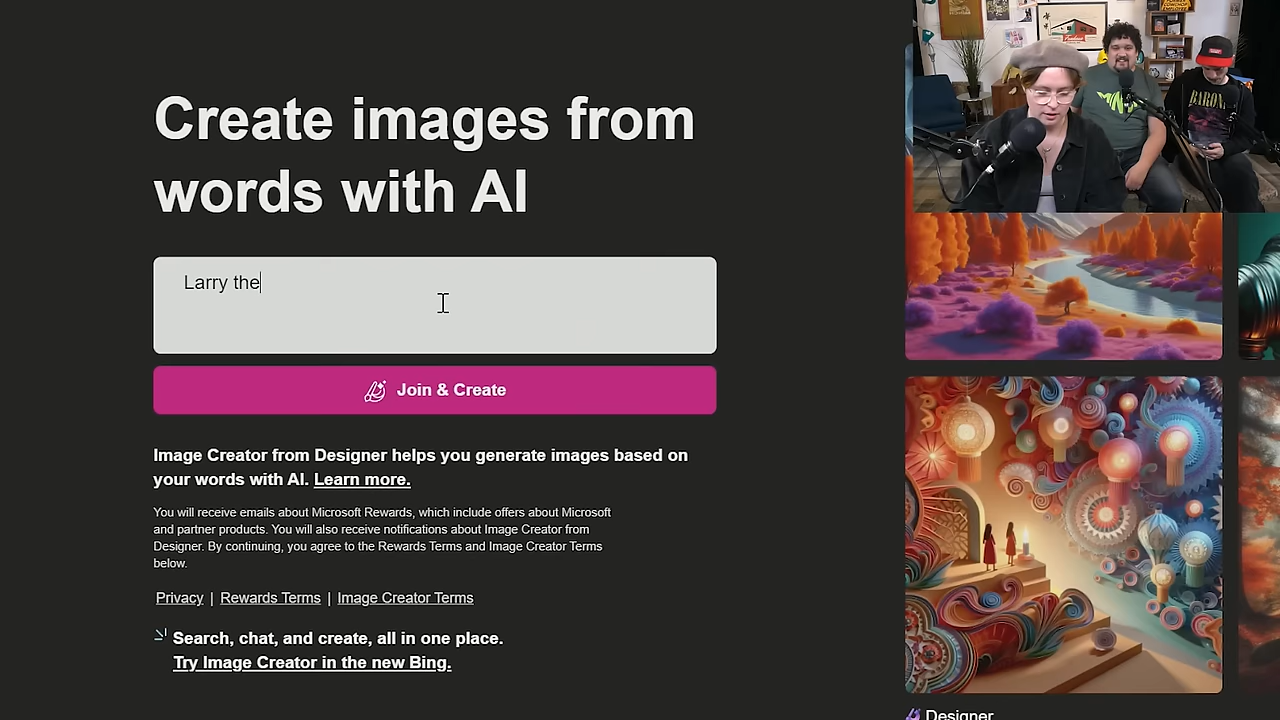 Create images from
words with AI
Larry the
Join & Create
Image Creator from Designer helps you generate images based on
your words with AI. Learn more.
You will receive emails about Microsoft Rewards, which include offers about Microsoft
and partner products. You will also receive notifications about Image Creator from
Designer. By continuing, you agree to the Rewards Terms and Image Creator Terms
below.
Privacy | Rewards Terms | Image Creator Terms
Search, chat, and create, all in one place.
Try Image Creator in the new Bing.
Designer